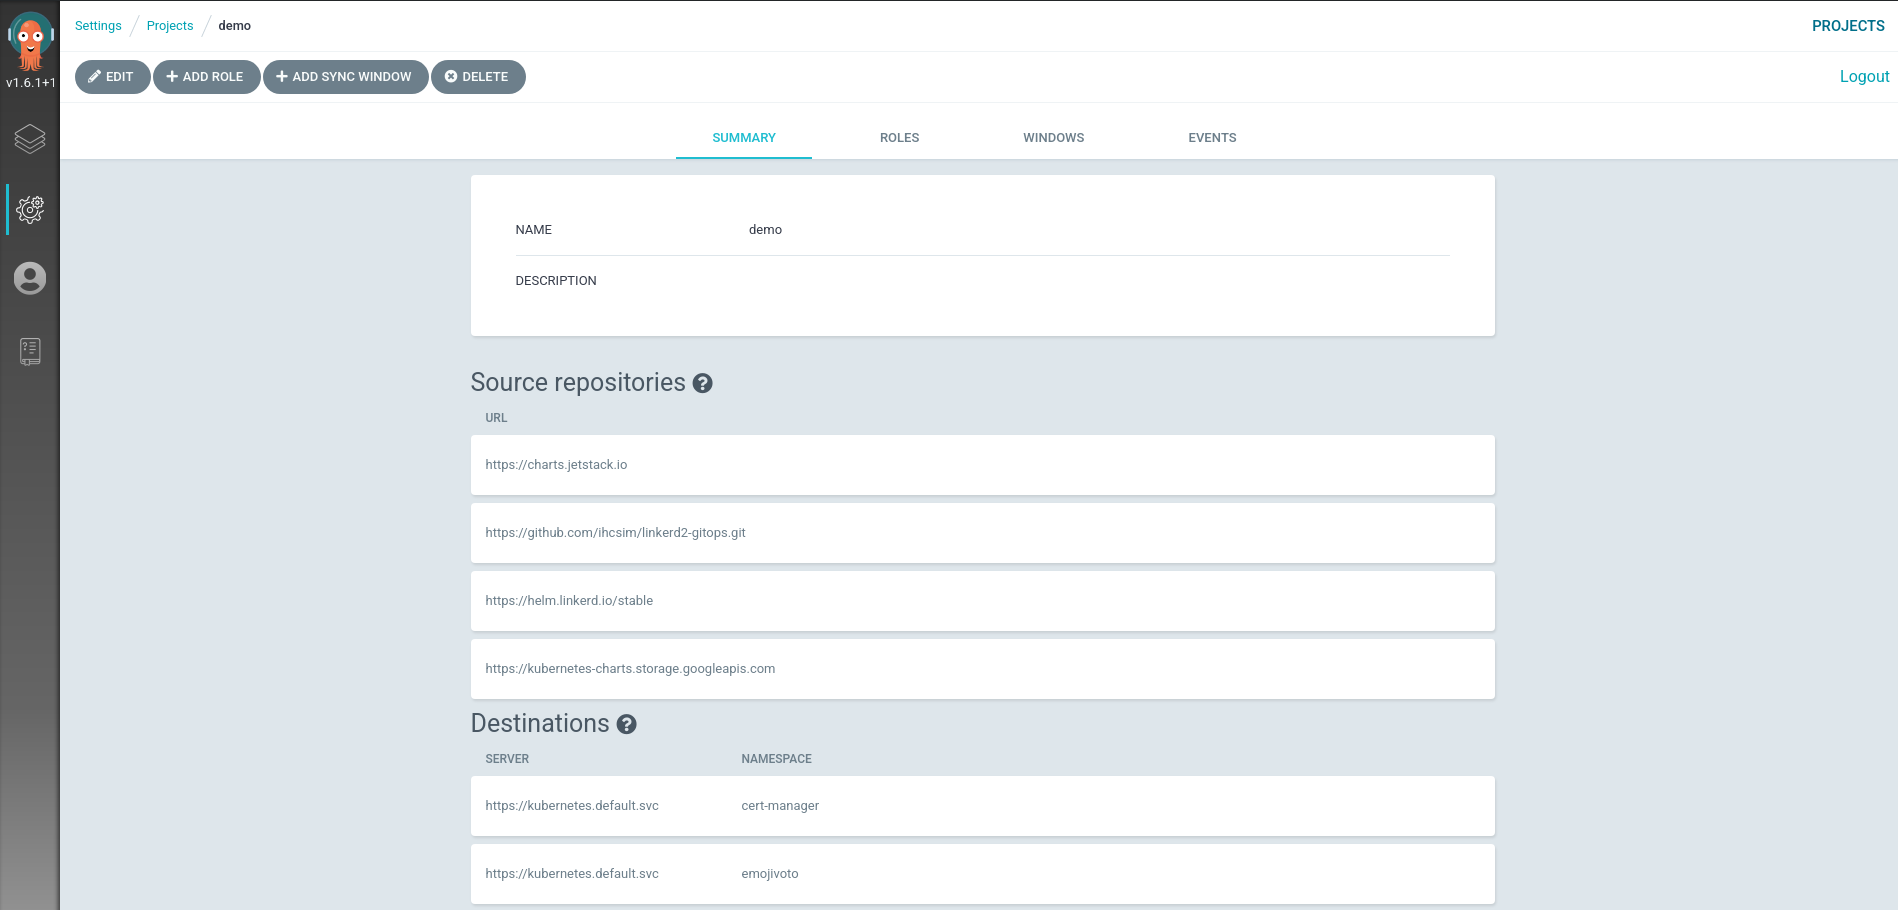 Settings / Projects / demo
PROJECTS
v1.6.1+1
EDIT
ADD ROLE
ADD SYNC WINDOW
DELETE
Logout
SUMMARY
ROLES
WINDOWS
EVENTS
NAME demo
DESCRIPTION
Source repositories
URL
https://charts.jetstack.io
https://github.com/ihcsim/linkerd2-gitops.git
https://helm.linkerd.io/stable
https://kubernetes-charts.storage.googleapis.com
Destinations
SERVER NAMESPACE
https://kubernetes.default.svc cert-manager
https://kubernetes.default.svc emojivoto